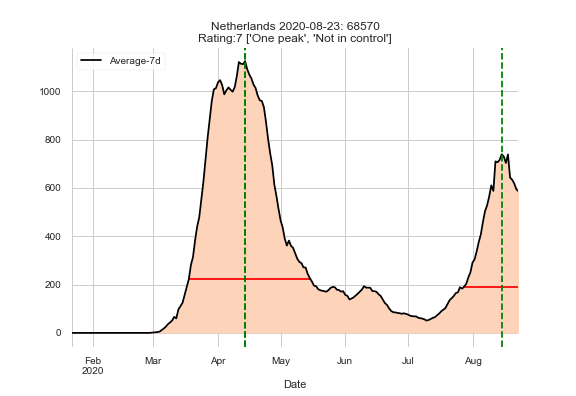 Netherlands 2020-08-23: 68570
Rating:7 ['One peak', 'Not in control']
Average-7d
1000
800
600
400
200
0
Feb
2020
Mar
Apr
May
Jun
Jul
Aug
Date